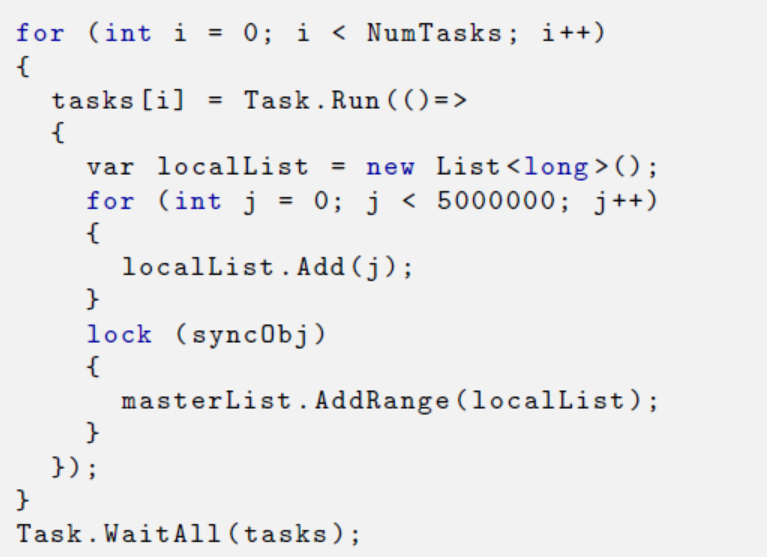 for (int i = 0; i < NumTasks; i++)
{
  tasks[i] = Task.Run(()=>
  {
    var localList = new List<long>();
    for (int j = 0; j < 5000000; j++)
    {
      localList.Add(j);
    }
    lock (syncObj)
    {
      masterList.AddRange(localList);
    }
  });
}
Task.WaitAll(tasks);